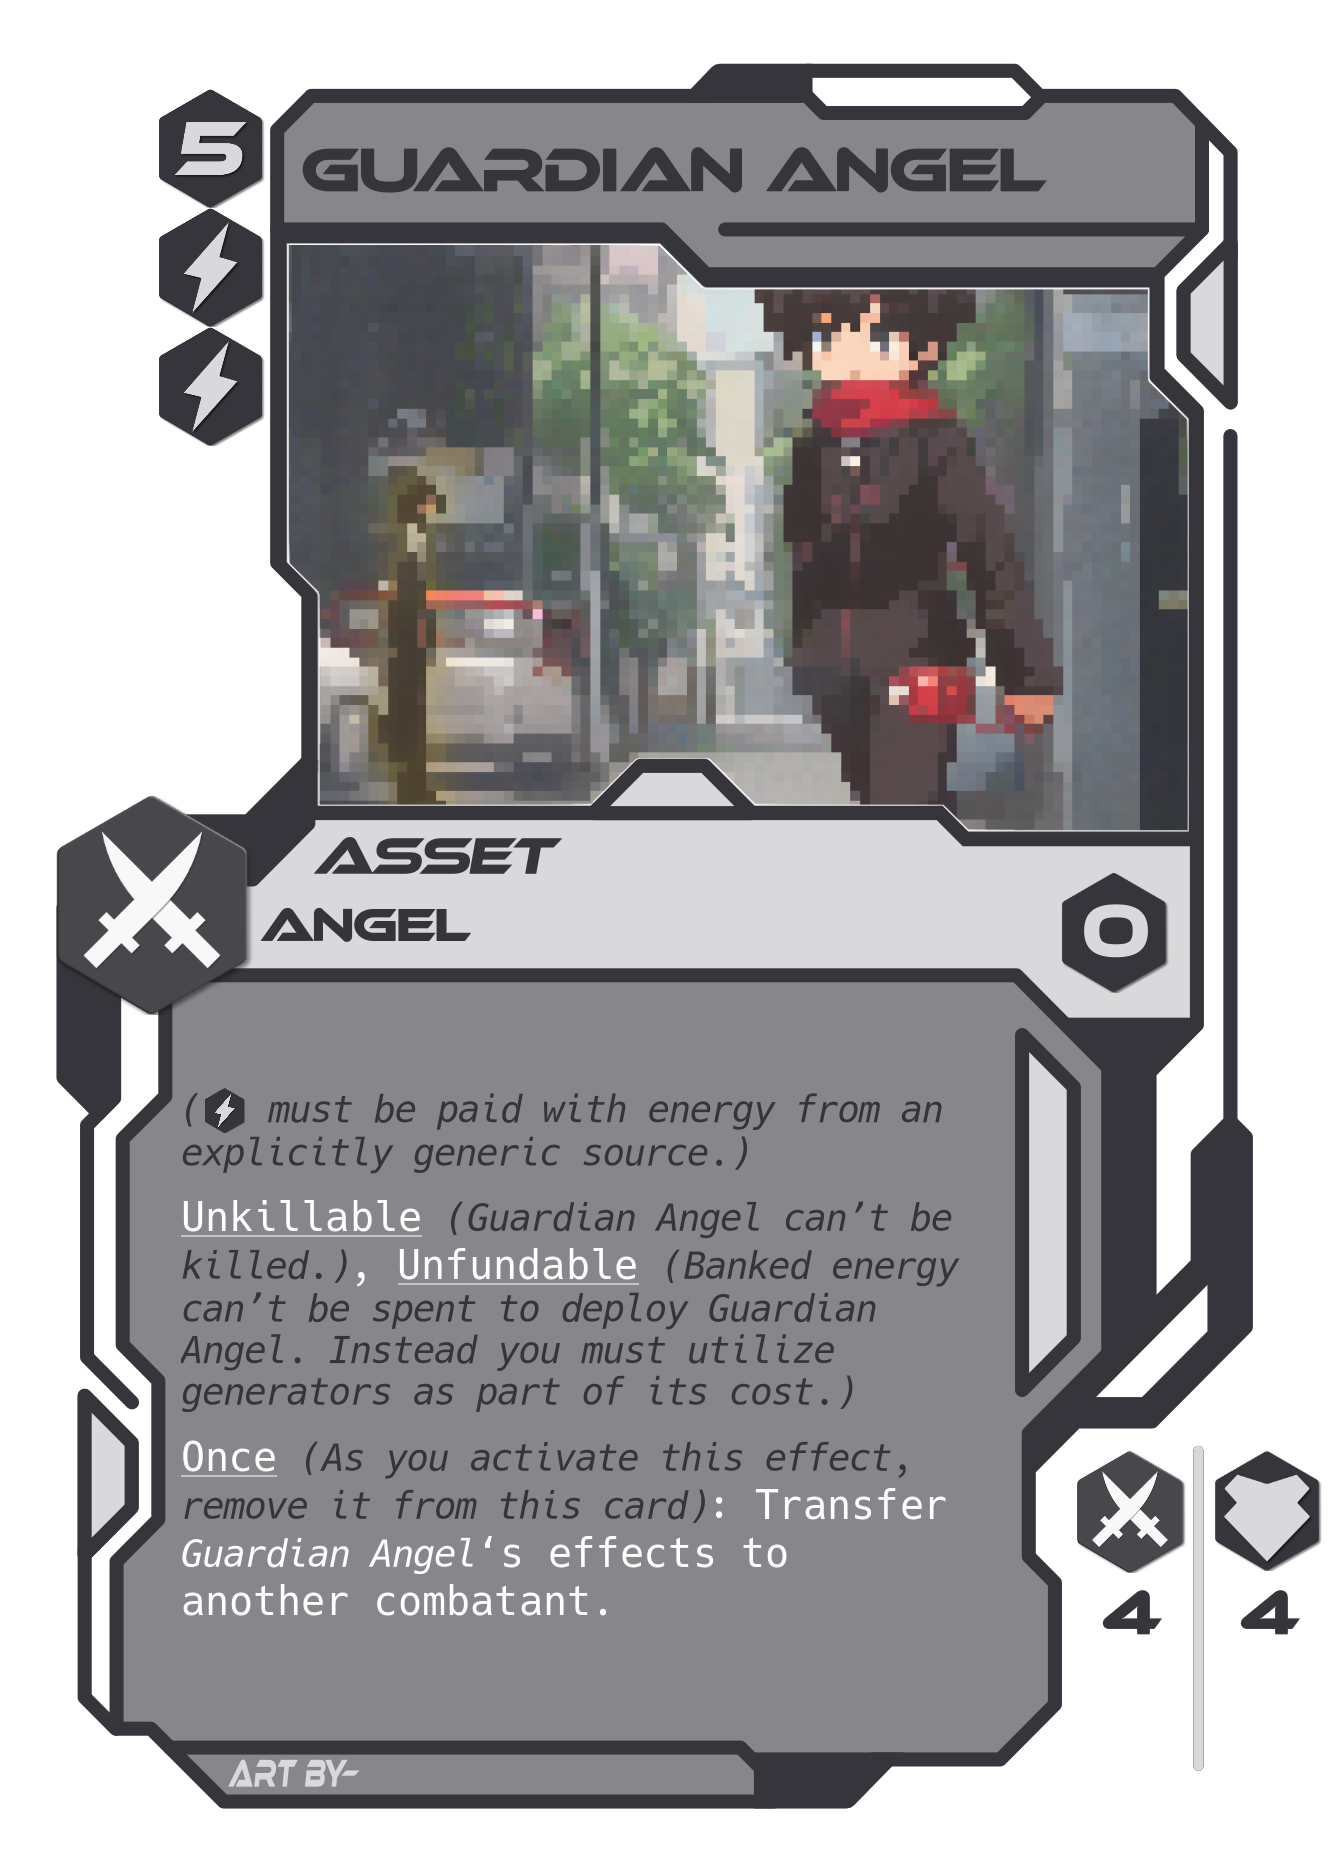 5
GUARDIAN ANGEL
ASSET
ANGEL
0
( must be paid with energy from an
explicitly generic source.)
Unkillable (Guardian Angel can’t be
killed.), Unfundable (Banked energy
can’t be spent to deploy Guardian
Angel. Instead you must utilize
generators as part of its cost.)
Once (As you activate this effect,
remove it from this card): Transfer
Guardian Angel‘s effects to
another combatant.
4 4
ART BY-